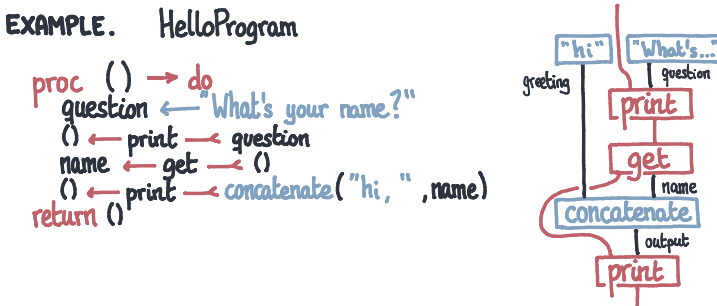 EXAMPLE. HelloProgram
proc () → do
question ← "What's your name?"
() ← print −< question
name ← get −< ()
() ← print −< concatenate("hi, ", name)
return ()
"hi" "What's..."
greeting question
print
get
name
concatenate
output
print